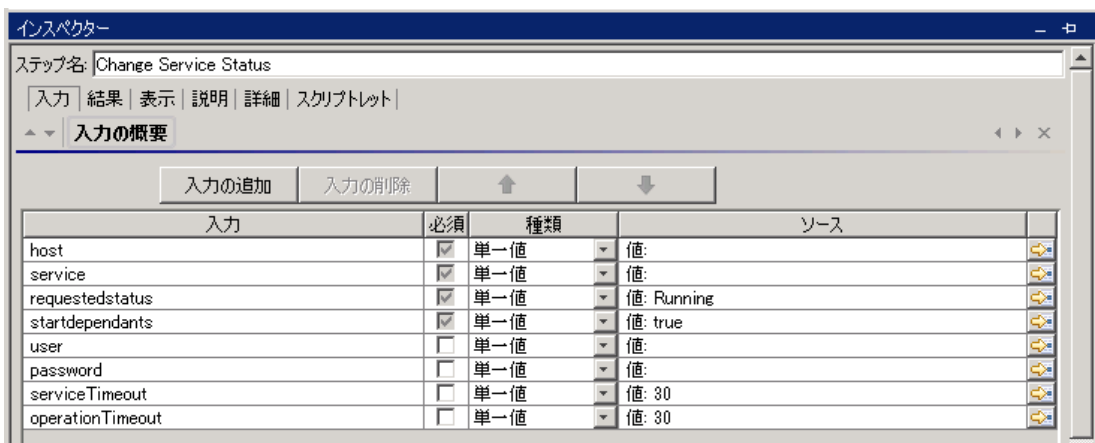 インスペクター
ステップ名: Change Service Status
入力 | 結果 | 表示 | 説明 | 詳細 | スクリプトレット |
入力の概要
入力の追加 入力の削除
入力 必須 種類 ソース
host 単一値 値:
service 単一値 値:
requestedstatus 単一値 値: Running
startdependants 単一値 値: true
user 単一値 値:
password 単一値 値:
serviceTimeout 単一値 値: 30
operationTimeout 単一値 値: 30